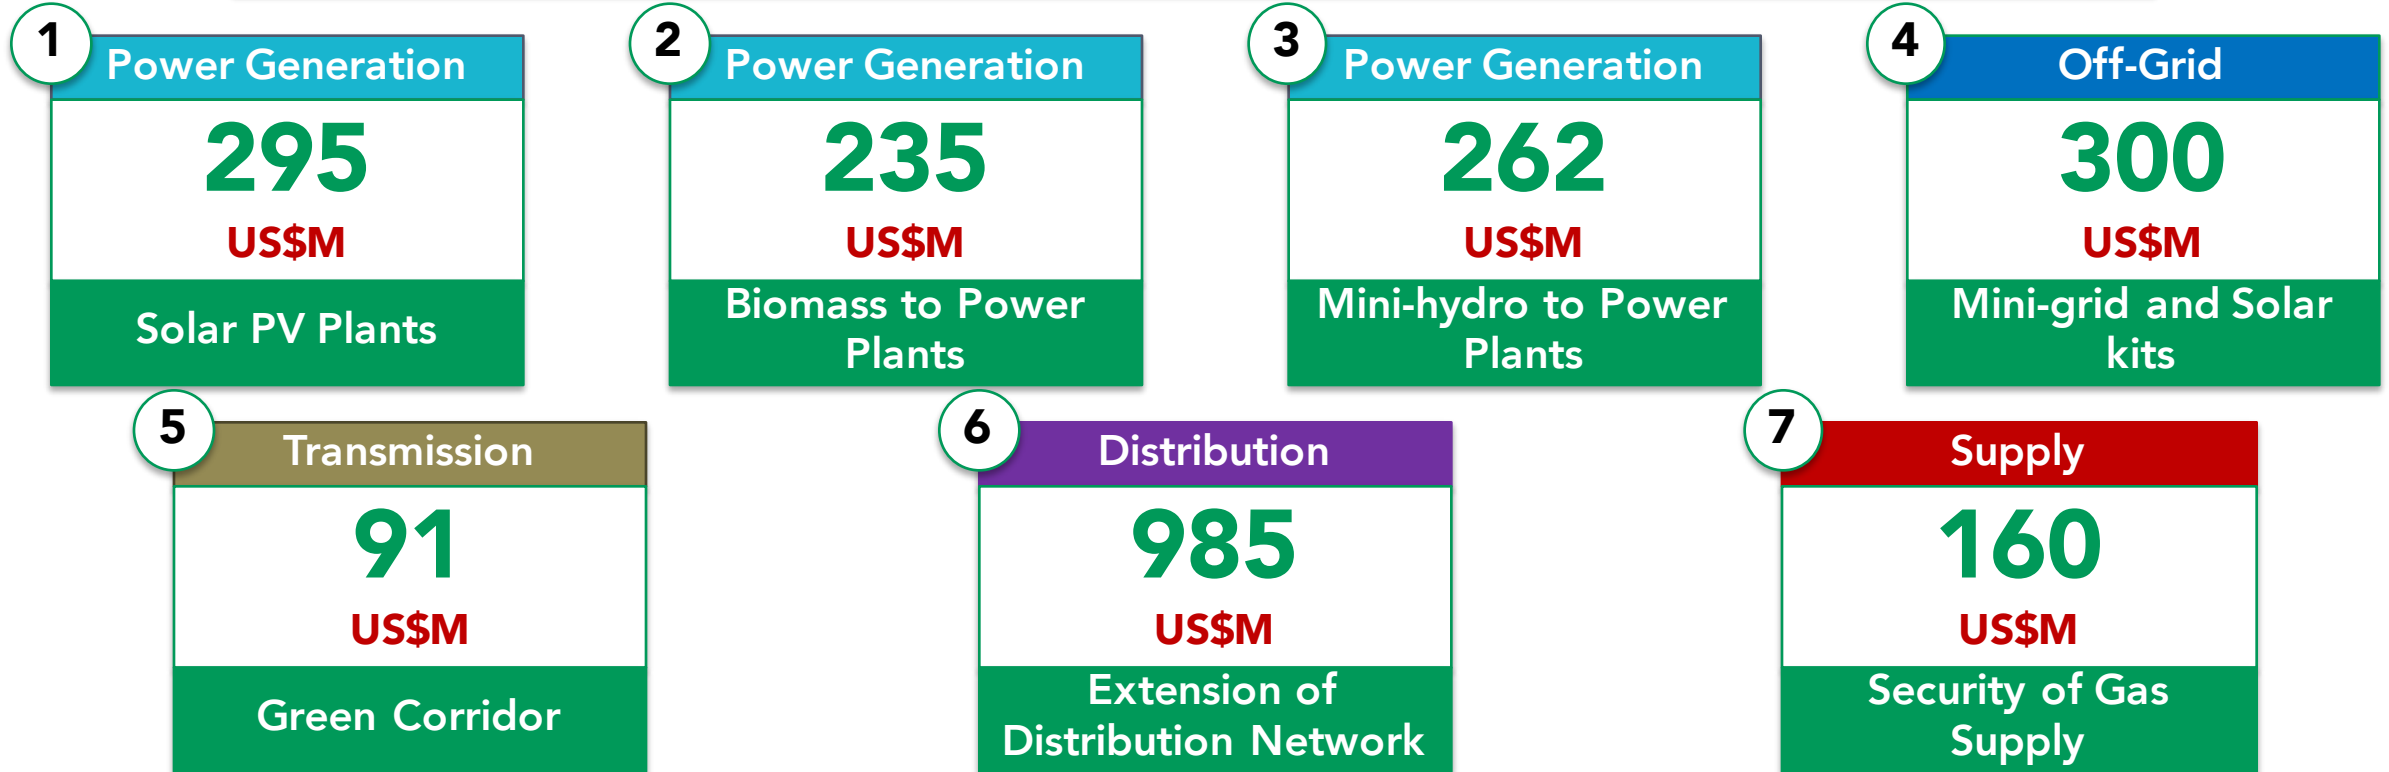 1
Power Generation
295
US$M
Solar PV Plants
2
Power Generation
235
US$M
Biomass to Power
Plants
3
Power Generation
262
US$M
Mini-hydro to Power
Plants
4
Off-Grid
300
US$M
Mini-grid and Solar
kits
5
Transmission
91
US$M
Green Corridor
6
Distribution
985
US$M
Extension of
Distribution Network
7
Supply
160
US$M
Security of Gas
Supply